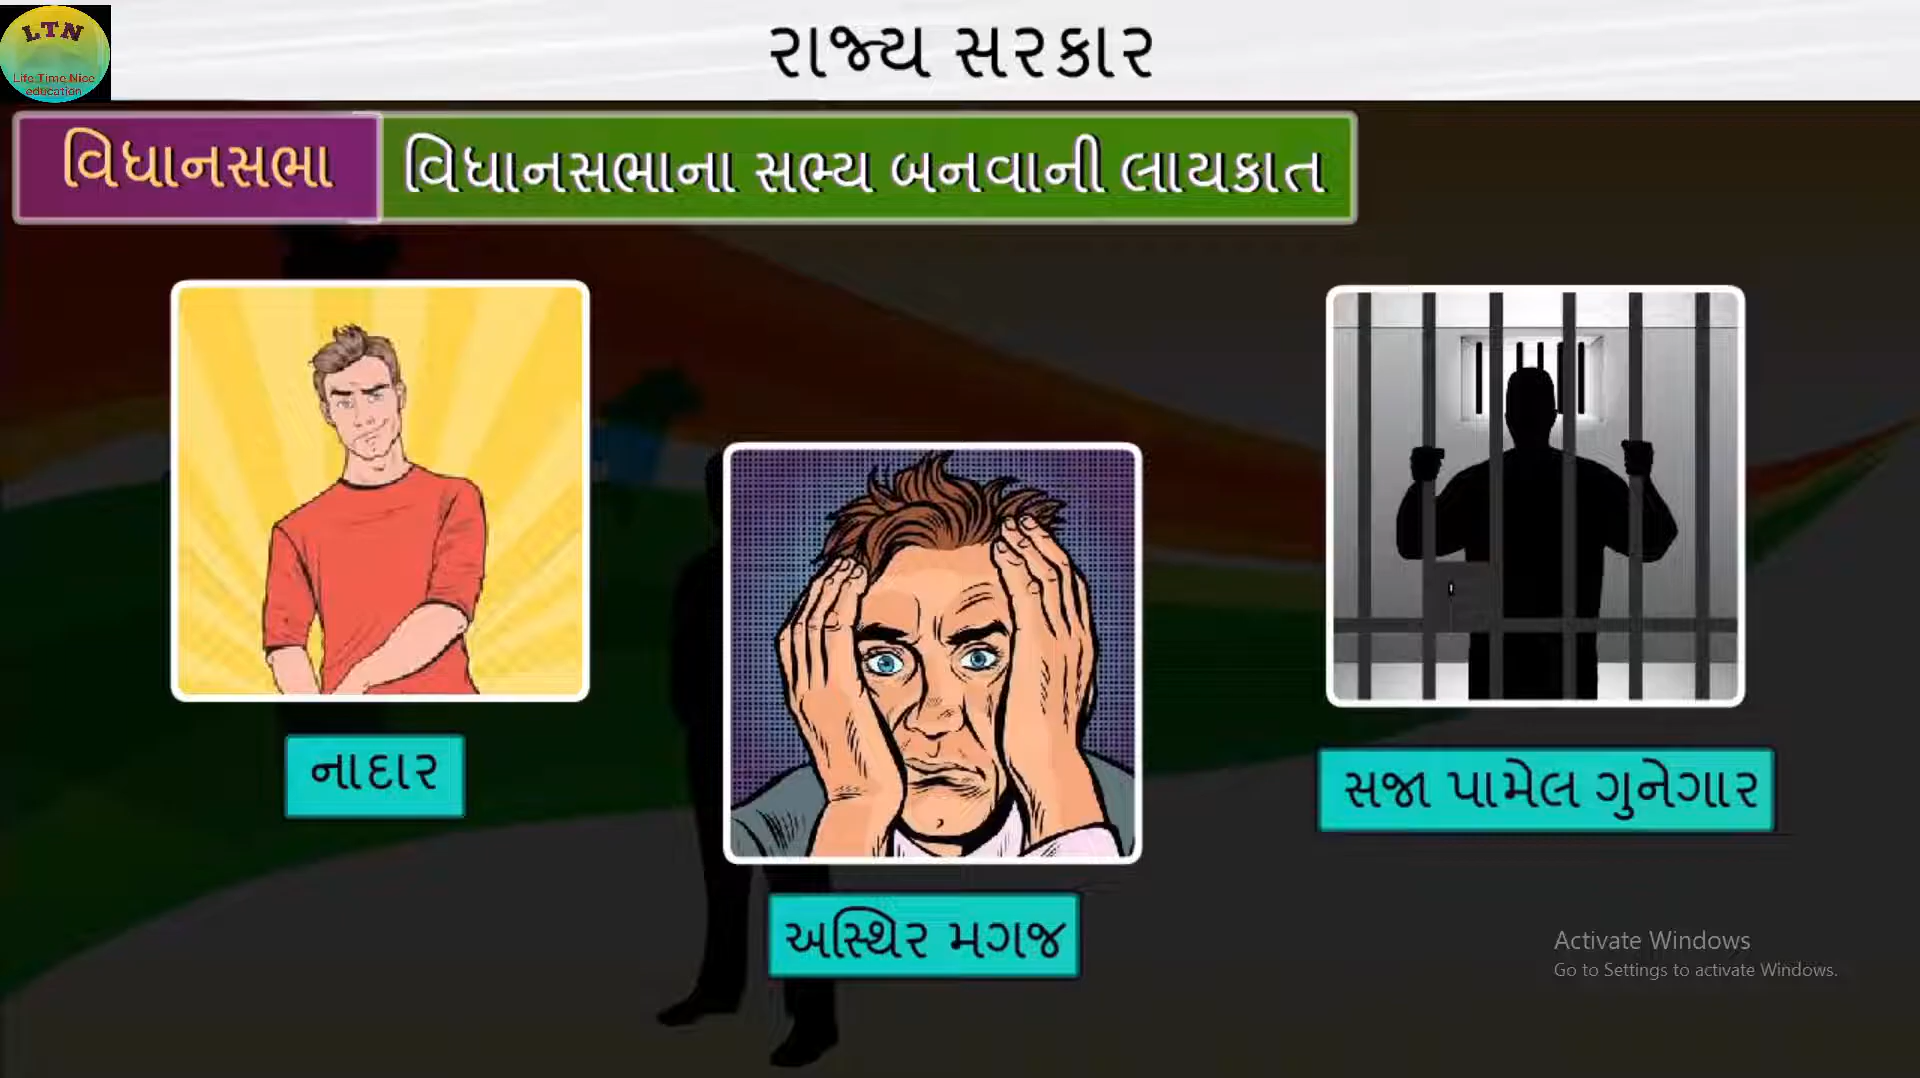 LTN
Life Time Nice
education
રાજ્ય સરકાર
વિધાનસભા
વિધાનસભાના સભ્ય બનવાની લાયકાત
નાદાર
અસ્થિર મગજ
સજા પામેલ ગુનેગાર
Activate Windows
Go to Settings to activate Windows.